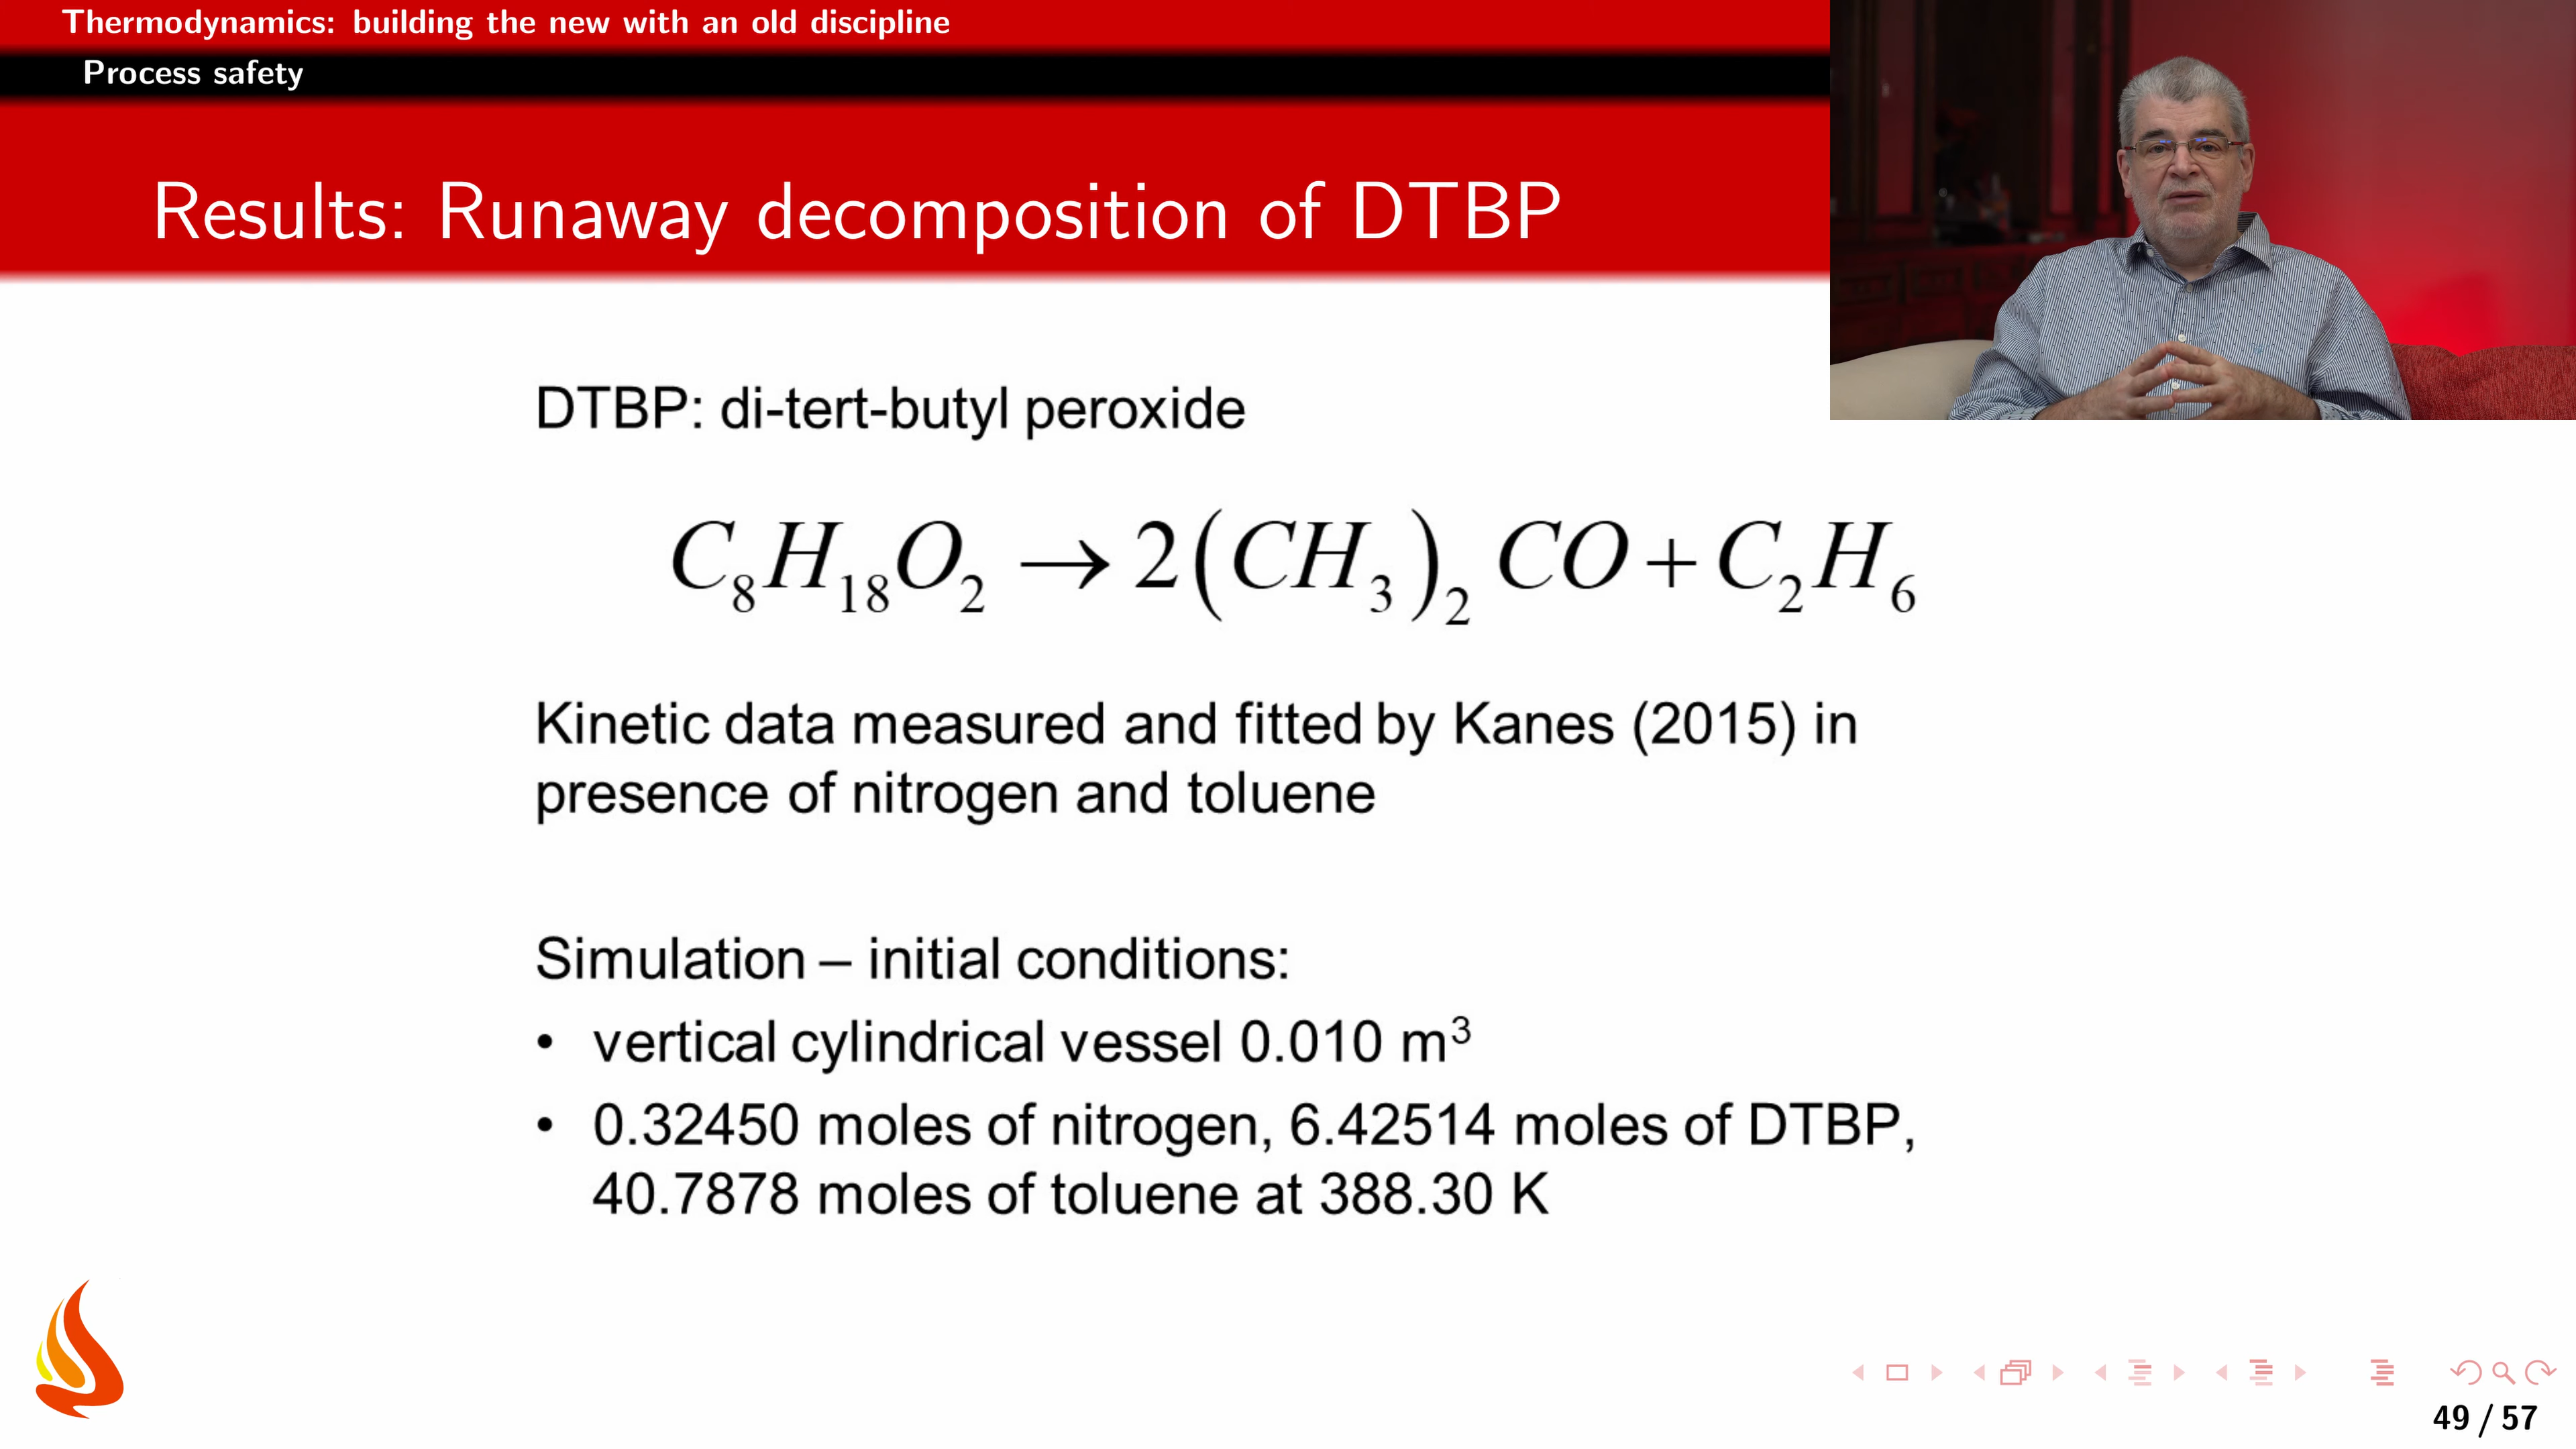 Thermodynamics: building the new with an old discipline
Process safety
Results: Runaway decomposition of DTBP
DTBP: di-tert-butyl peroxide
C₈H₁₈O₂ → 2(CH₃)₂CO + C₂H₆
Kinetic data measured and fitted by Kanes (2015) in
presence of nitrogen and toluene
Simulation – initial conditions:
• vertical cylindrical vessel 0.010 m³
• 0.32450 moles of nitrogen, 6.42514 moles of DTBP,
40.7878 moles of toluene at 388.30 K
49 / 57